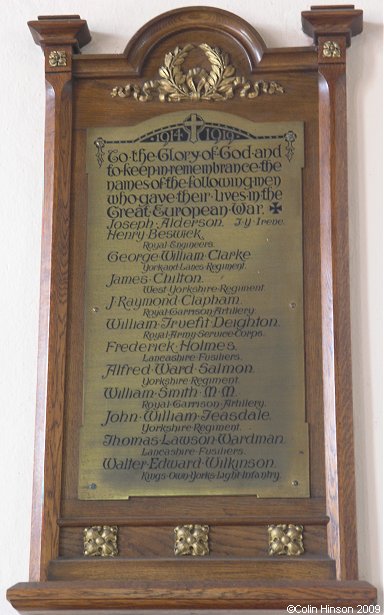 1914 1919
To the Glory of God and
to keep in remembrance the
names of the following men
who gave their lives in the
Great European War.
Joseph Alderson. J.Y. Irene.
Henry Beswick.
Royal Engineers.
George William Clarke
York and Lancs Regiment.
James Chilton.
West Yorkshire Regiment.
J. Raymond Clapham.
Royal Garrison Artillery
William Truefit Deighton.
Royal Army Service Corps.
Frederick Holmes.
Lancashire Fusiliers.
Alfred Ward Salmon.
Yorkshire Regiment
William Smith M.M.
Royal Garrison Artillery.
John William Teasdale.
Yorkshire Regiment.
Thomas Lawson Wardman.
Lancashire Fusiliers.
Walter Edward Wilkinson.
Kings Own Yorks Light Infantry
©Colin Hinson 2009